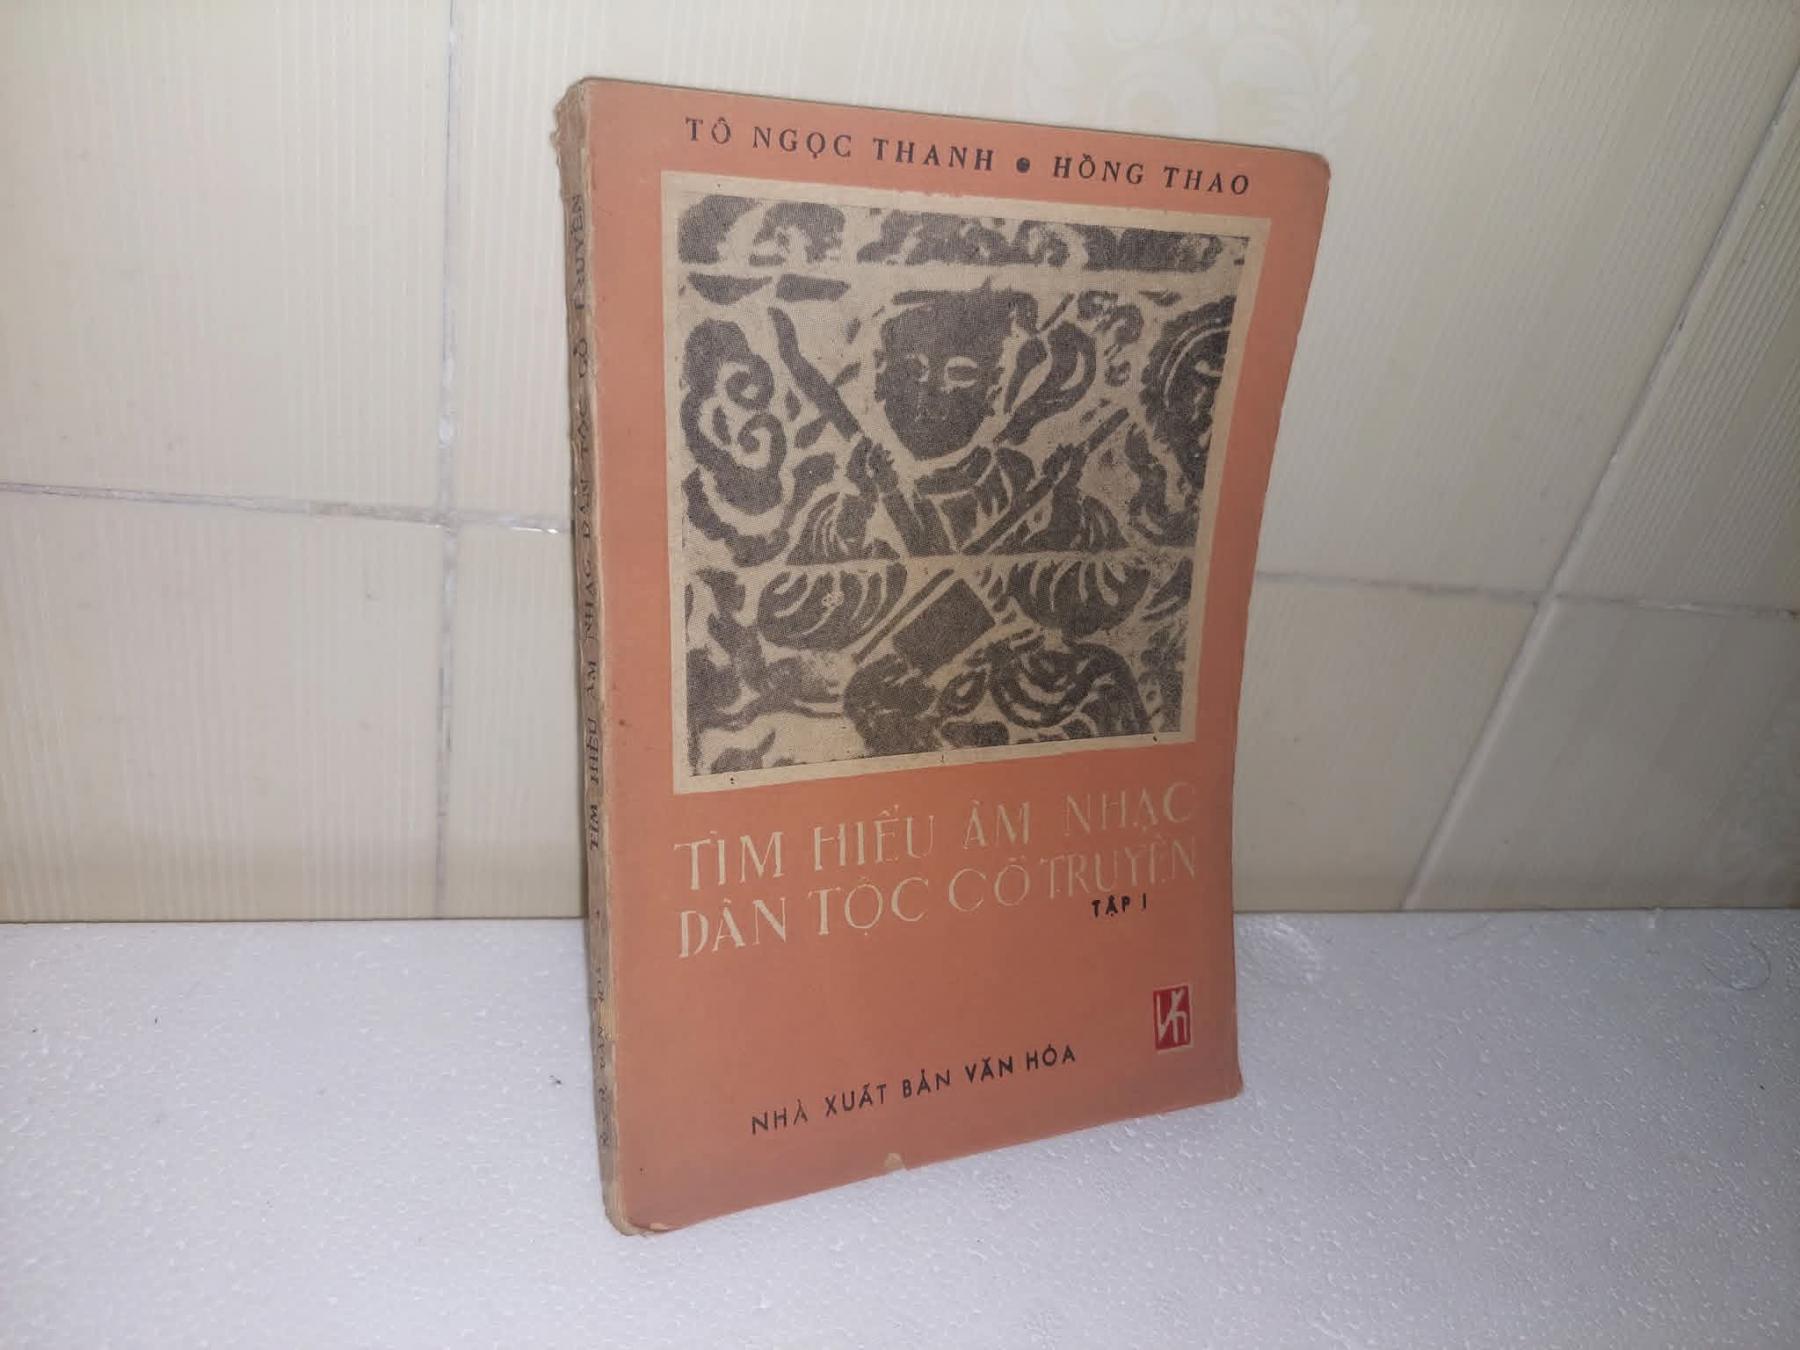 TÔ NGỌC THANH • HỒNG THAO
TÌM HIỂU ÂM NHẠC
DÂN TỘC CỔ TRUYỀN
TẬP I
Vh
NHÀ XUẤT BẢN VĂN HÓA
TÌM HIỂU ÂM NHẠC DÂN TỘC CỔ TRUYỀN